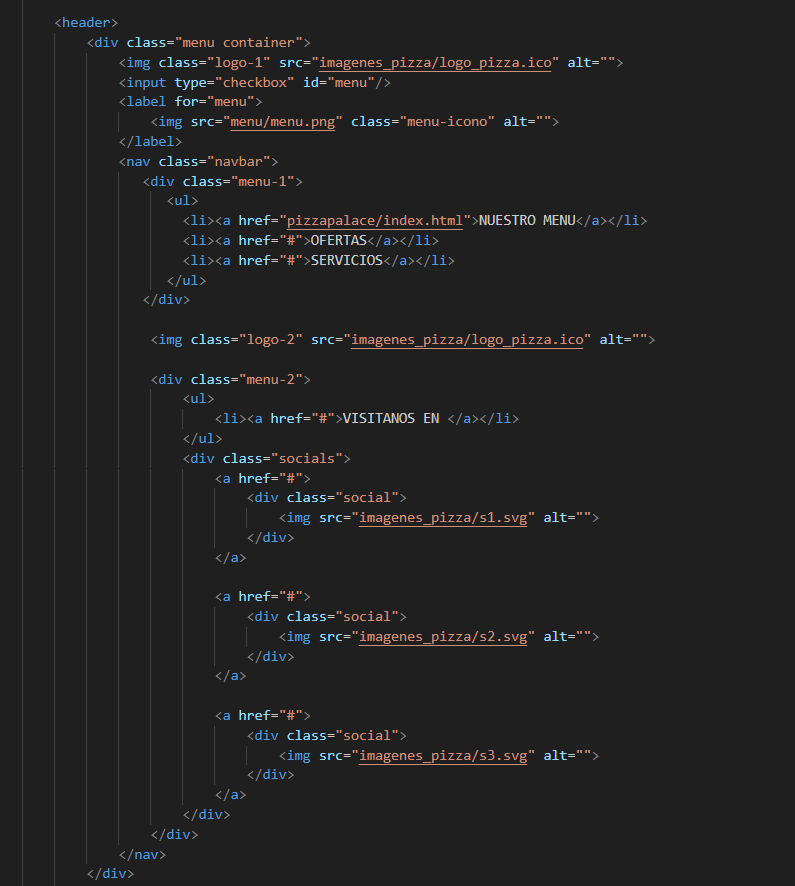 <header>
<div class="menu container">
<img class="logo-1" src="imagenes_pizza/logo_pizza.ico" alt="">
<input type="checkbox" id="menu"/>
<label for="menu">
<img src="menu/menu.png" class="menu-icono" alt="">
</label>
<nav class="navbar">
<div class="menu-1">
<ul>
<li><a href="pizzapalace/index.html">NUESTRO MENU</a></li>
<li><a href="#">OFERTAS</a></li>
<li><a href="#">SERVICIOS</a></li>
</ul>
</div>
<img class="logo-2" src="imagenes_pizza/logo_pizza.ico" alt="">
<div class="menu-2">
<ul>
<li><a href="#">VISITANOS EN </a></li>
</ul>
<div class="socials">
<a href="#">
<div class="social">
<img src="imagenes_pizza/s1.svg" alt="">
</div>
</a>
<a href="#">
<div class="social">
<img src="imagenes_pizza/s2.svg" alt="">
</div>
</a>
<a href="#">
<div class="social">
<img src="imagenes_pizza/s3.svg" alt="">
</div>
</a>
</div>
</div>
</nav>
</div>